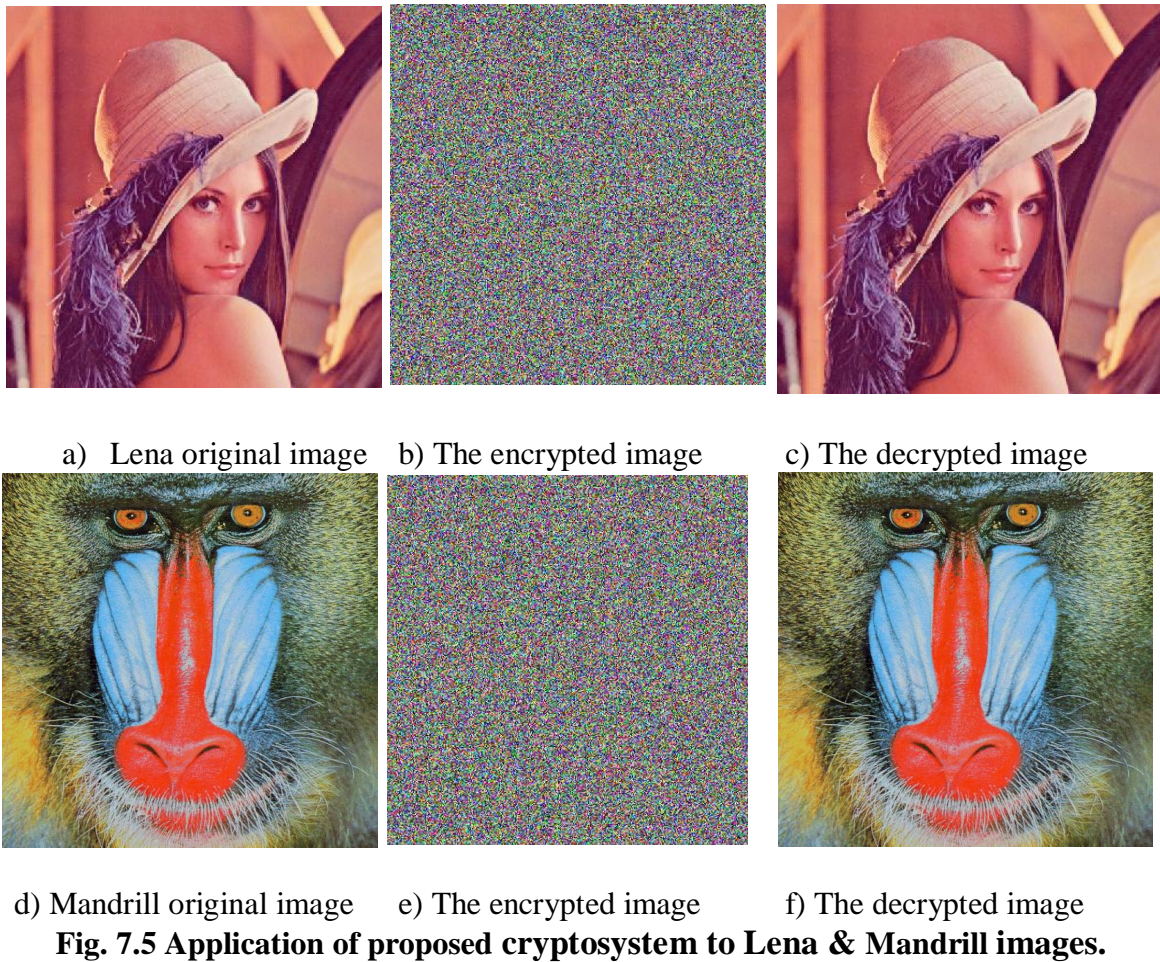 a) Lena original image b) The encrypted image c) The decrypted image
d) Mandrill original image e) The encrypted image f) The decrypted image
Fig. 7.5 Application of proposed cryptosystem to Lena & Mandrill images.